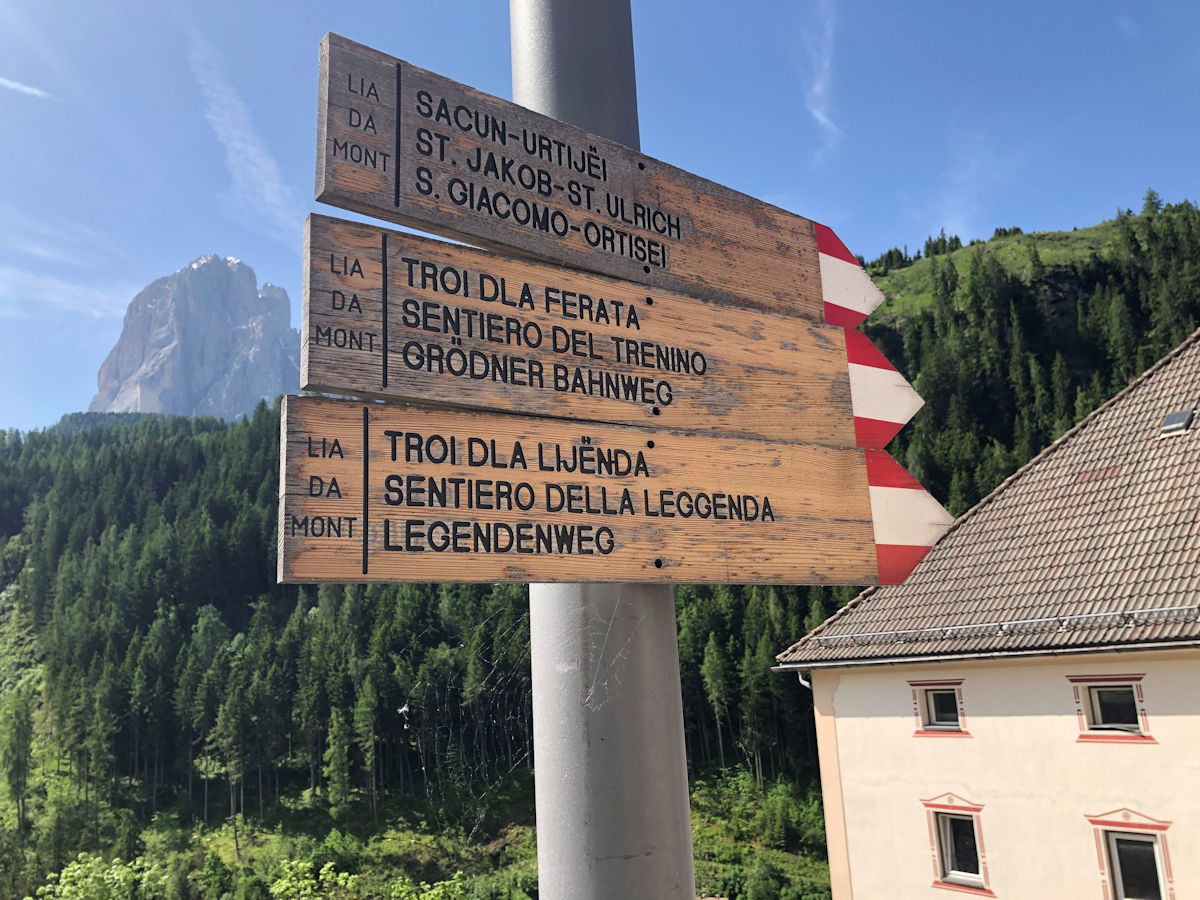 LIA
DA
MONT
SACUN-URTIJËI
ST. JAKOB-ST. ULRICH
S. GIACOMO-ORTISEI
LIA
DA
MONT
TROI DLA FERATA
SENTIERO DEL TRENINO
GRÖDNER BAHNWEG
LIA
DA
MONT
TROI DLA LIJËNDA
SENTIERO DELLA LEGGENDA
LEGENDENWEG